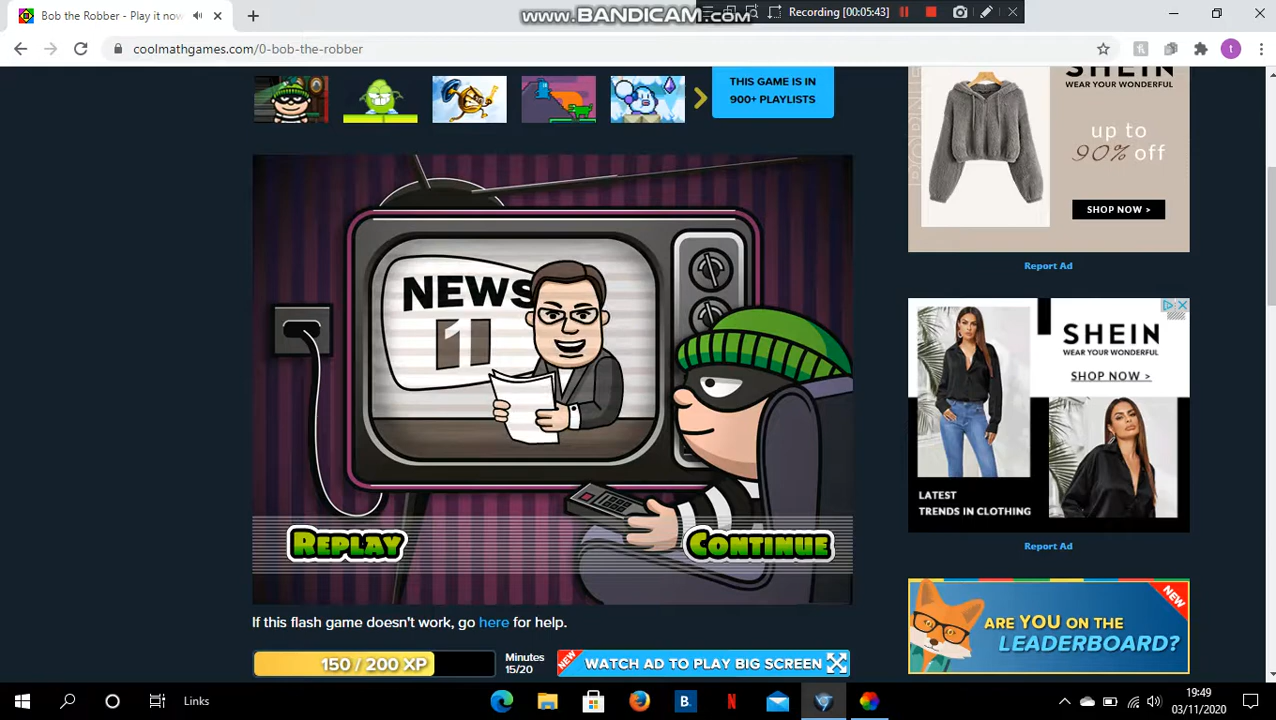 Bob the Robber - Play it now
www.BANDICAM.com
Recording [00:05:43]
coolmathgames.com/0-bob-the-robber
t
THIS GAME IS IN
900+ PLAYLISTS
NEWS
1
REPLAY
CONTINUE
If this flash game doesn't work, go here for help.
150 / 200 XP
Minutes
15/20
NEW
WATCH AD TO PLAY BIG SCREEN
SHEIN
WEAR YOUR WONDERFUL
up to
90% off
SHOP NOW >
Report Ad
SHEIN
WEAR YOUR WONDERFUL
SHOP NOW >
LATEST
TRENDS IN CLOTHING
Report Ad
NEW
ARE YOU ON THE
LEADERBOARD?
Links
B.
N
19:49
03/11/2020